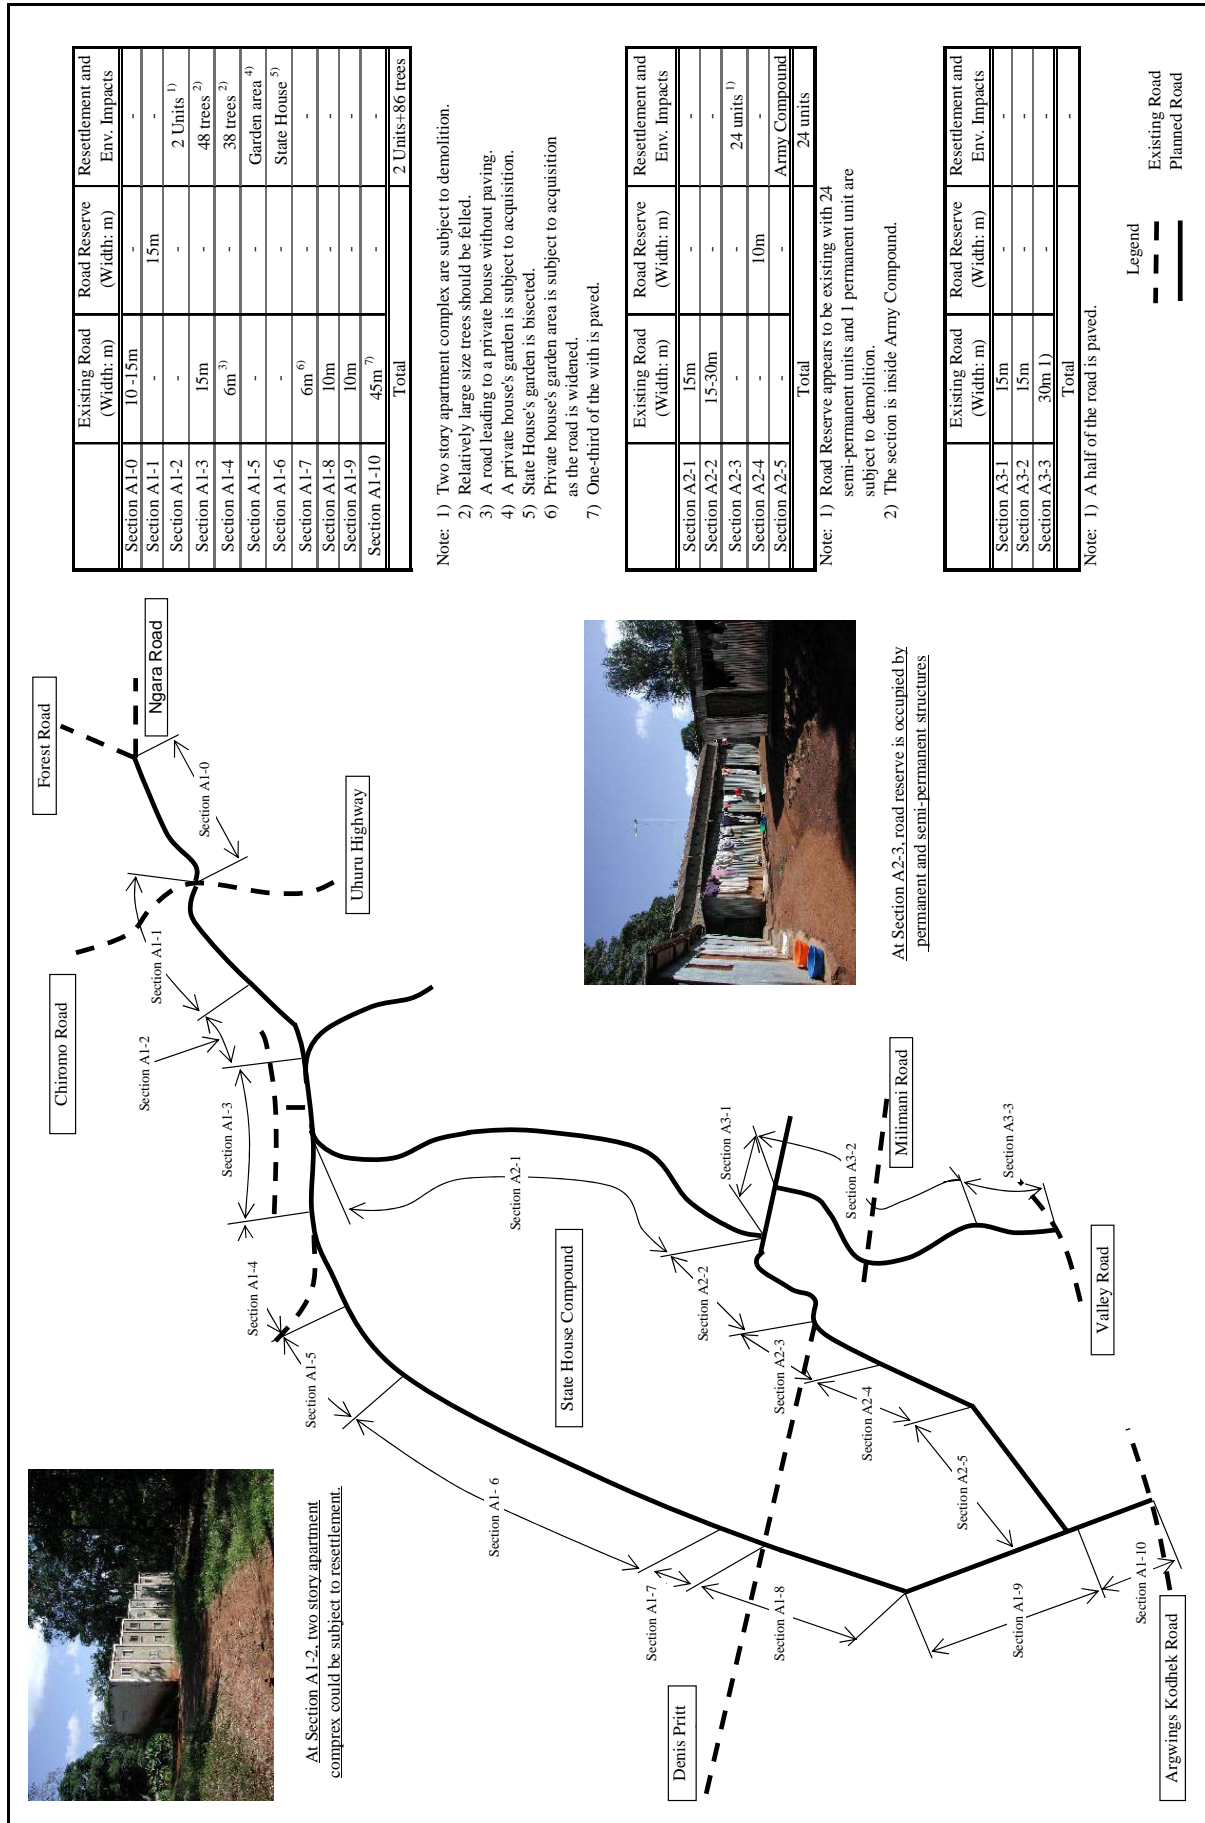 Existing Road Road Reserve Resettlement and
(Width: m) (Width: m) Env. Impacts
Section A1-0 10 -15m - -
Section A1-1 - 15m -
Section A1-2 - - 2 Units 1)
Section A1-3 15m - 48 trees 2)
Section A1-4 6m 3) - 38 trees 2)
Section A1-5 - - Garden area 4)
Section A1-6 - - State House 5)
Section A1-7 6m 6) - -
Section A1-8 10m - -
Section A1-9 10m - -
Section A1-10 45m 7) - -
Total 2 Units+86 trees
Note: 1) Two story apartment complex are subject to demolition.
2) Relatively large size trees should be felled.
3) A road leading to a private house without paving.
4) A private house's garden is subject to acquisition.
5) State House's garden is bisected.
6) Private house's garden area is subject to acquisition
as the road is widened.
7) One-third of the with is paved.
Existing Road Road Reserve Resettlement and
(Width: m) (Width: m) Env. Impacts
Section A2-1 15m - -
Section A2-2 15-30m - -
Section A2-3 - - 24 units 1)
Section A2-4 - 10m -
Section A2-5 - - Army Compound
Total 24 units
Note: 1) Road Reserve appears to be existing with 24
semi-permanent units and 1 permanent unit are
subject to demolition.
2) The section is inside Army Compound.
Existing Road Road Reserve Resettlement and
(Width: m) (Width: m) Env. Impacts
Section A3-1 15m - -
Section A3-2 15m - -
Section A3-3 30m 1) - -
Total -
Note: 1) A half of the road is paved.
Legend
Existing Road
Planned Road
Forest Road
Ngara Road
Section A1-0
Uhuru Highway
Chiromo Road
Section A1-1
Section A1-2
Section A1-3
Section A1-4
Section A1-5
Section A1- 6
Section A1-7
Section A1-8
Section A1-9
Section A1-10
Section A2-1
Section A2-2
Section A2-3
Section A2-4
Section A2-5
Section A3-1
Section A3-2
Section A3-3
State House Compound
Milimani Road
Valley Road
Denis Pritt
Argwings Kodhek Road
At Section A1-2, two story apartment
comprex could be subject to resettlement.
At Section A2-3, road reserve is occupied by
permanent and semi-permanent structures